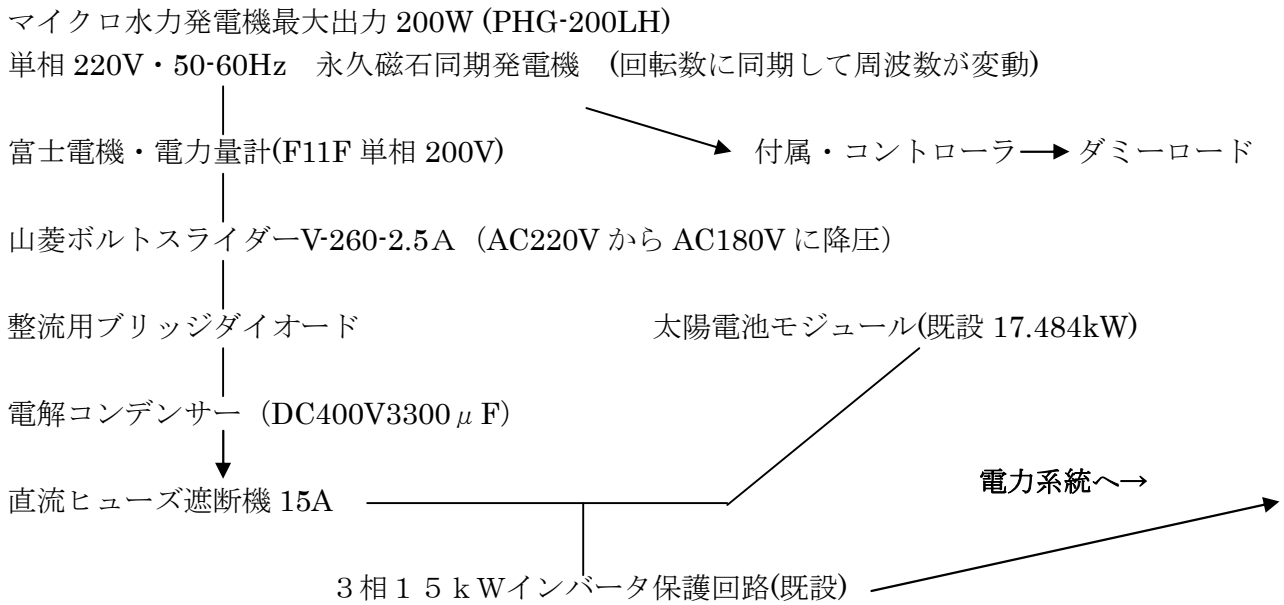 マイクロ水力発電機最大出力 200W (PHG-200LH)
単相 220V・50-60Hz　永久磁石同期発電機　(回転数に同期して周波数が変動)
富士電機・電力量計(F11F 単相 200V)
付属・コントローラ
ダミーロード
山菱ボルトスライダーV-260-2.5A（AC220V から AC180V に降圧）
整流用ブリッジダイオード
太陽電池モジュール(既設 17.484kW)
電解コンデンサー（DC400V3300μF）
電力系統へ→
直流ヒューズ遮断機 15A
３相１５ｋＷインバータ保護回路(既設)